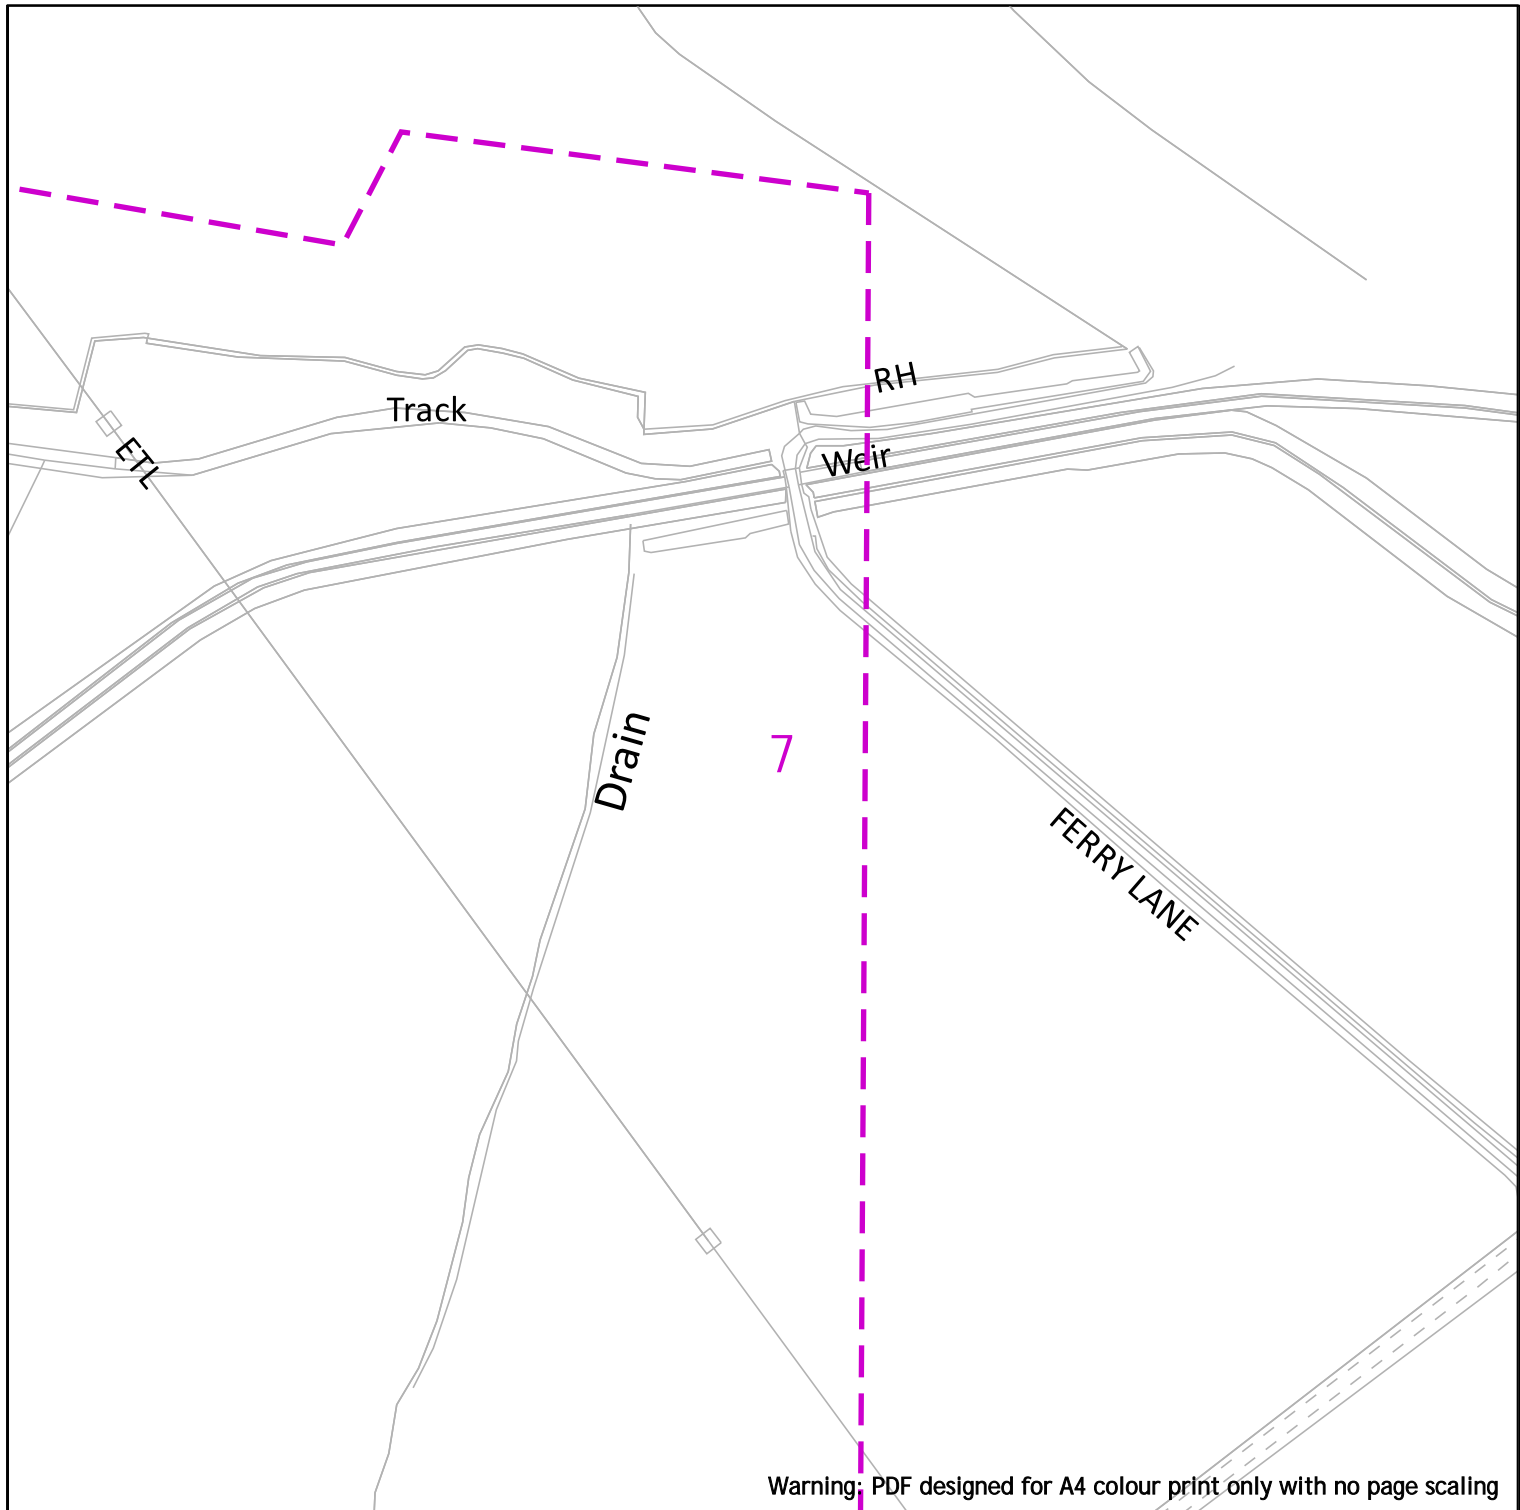 RH
Track
ETL
Weir
Drain
7
FERRY LANE
Warning: PDF designed for A4 colour print only with no page scaling